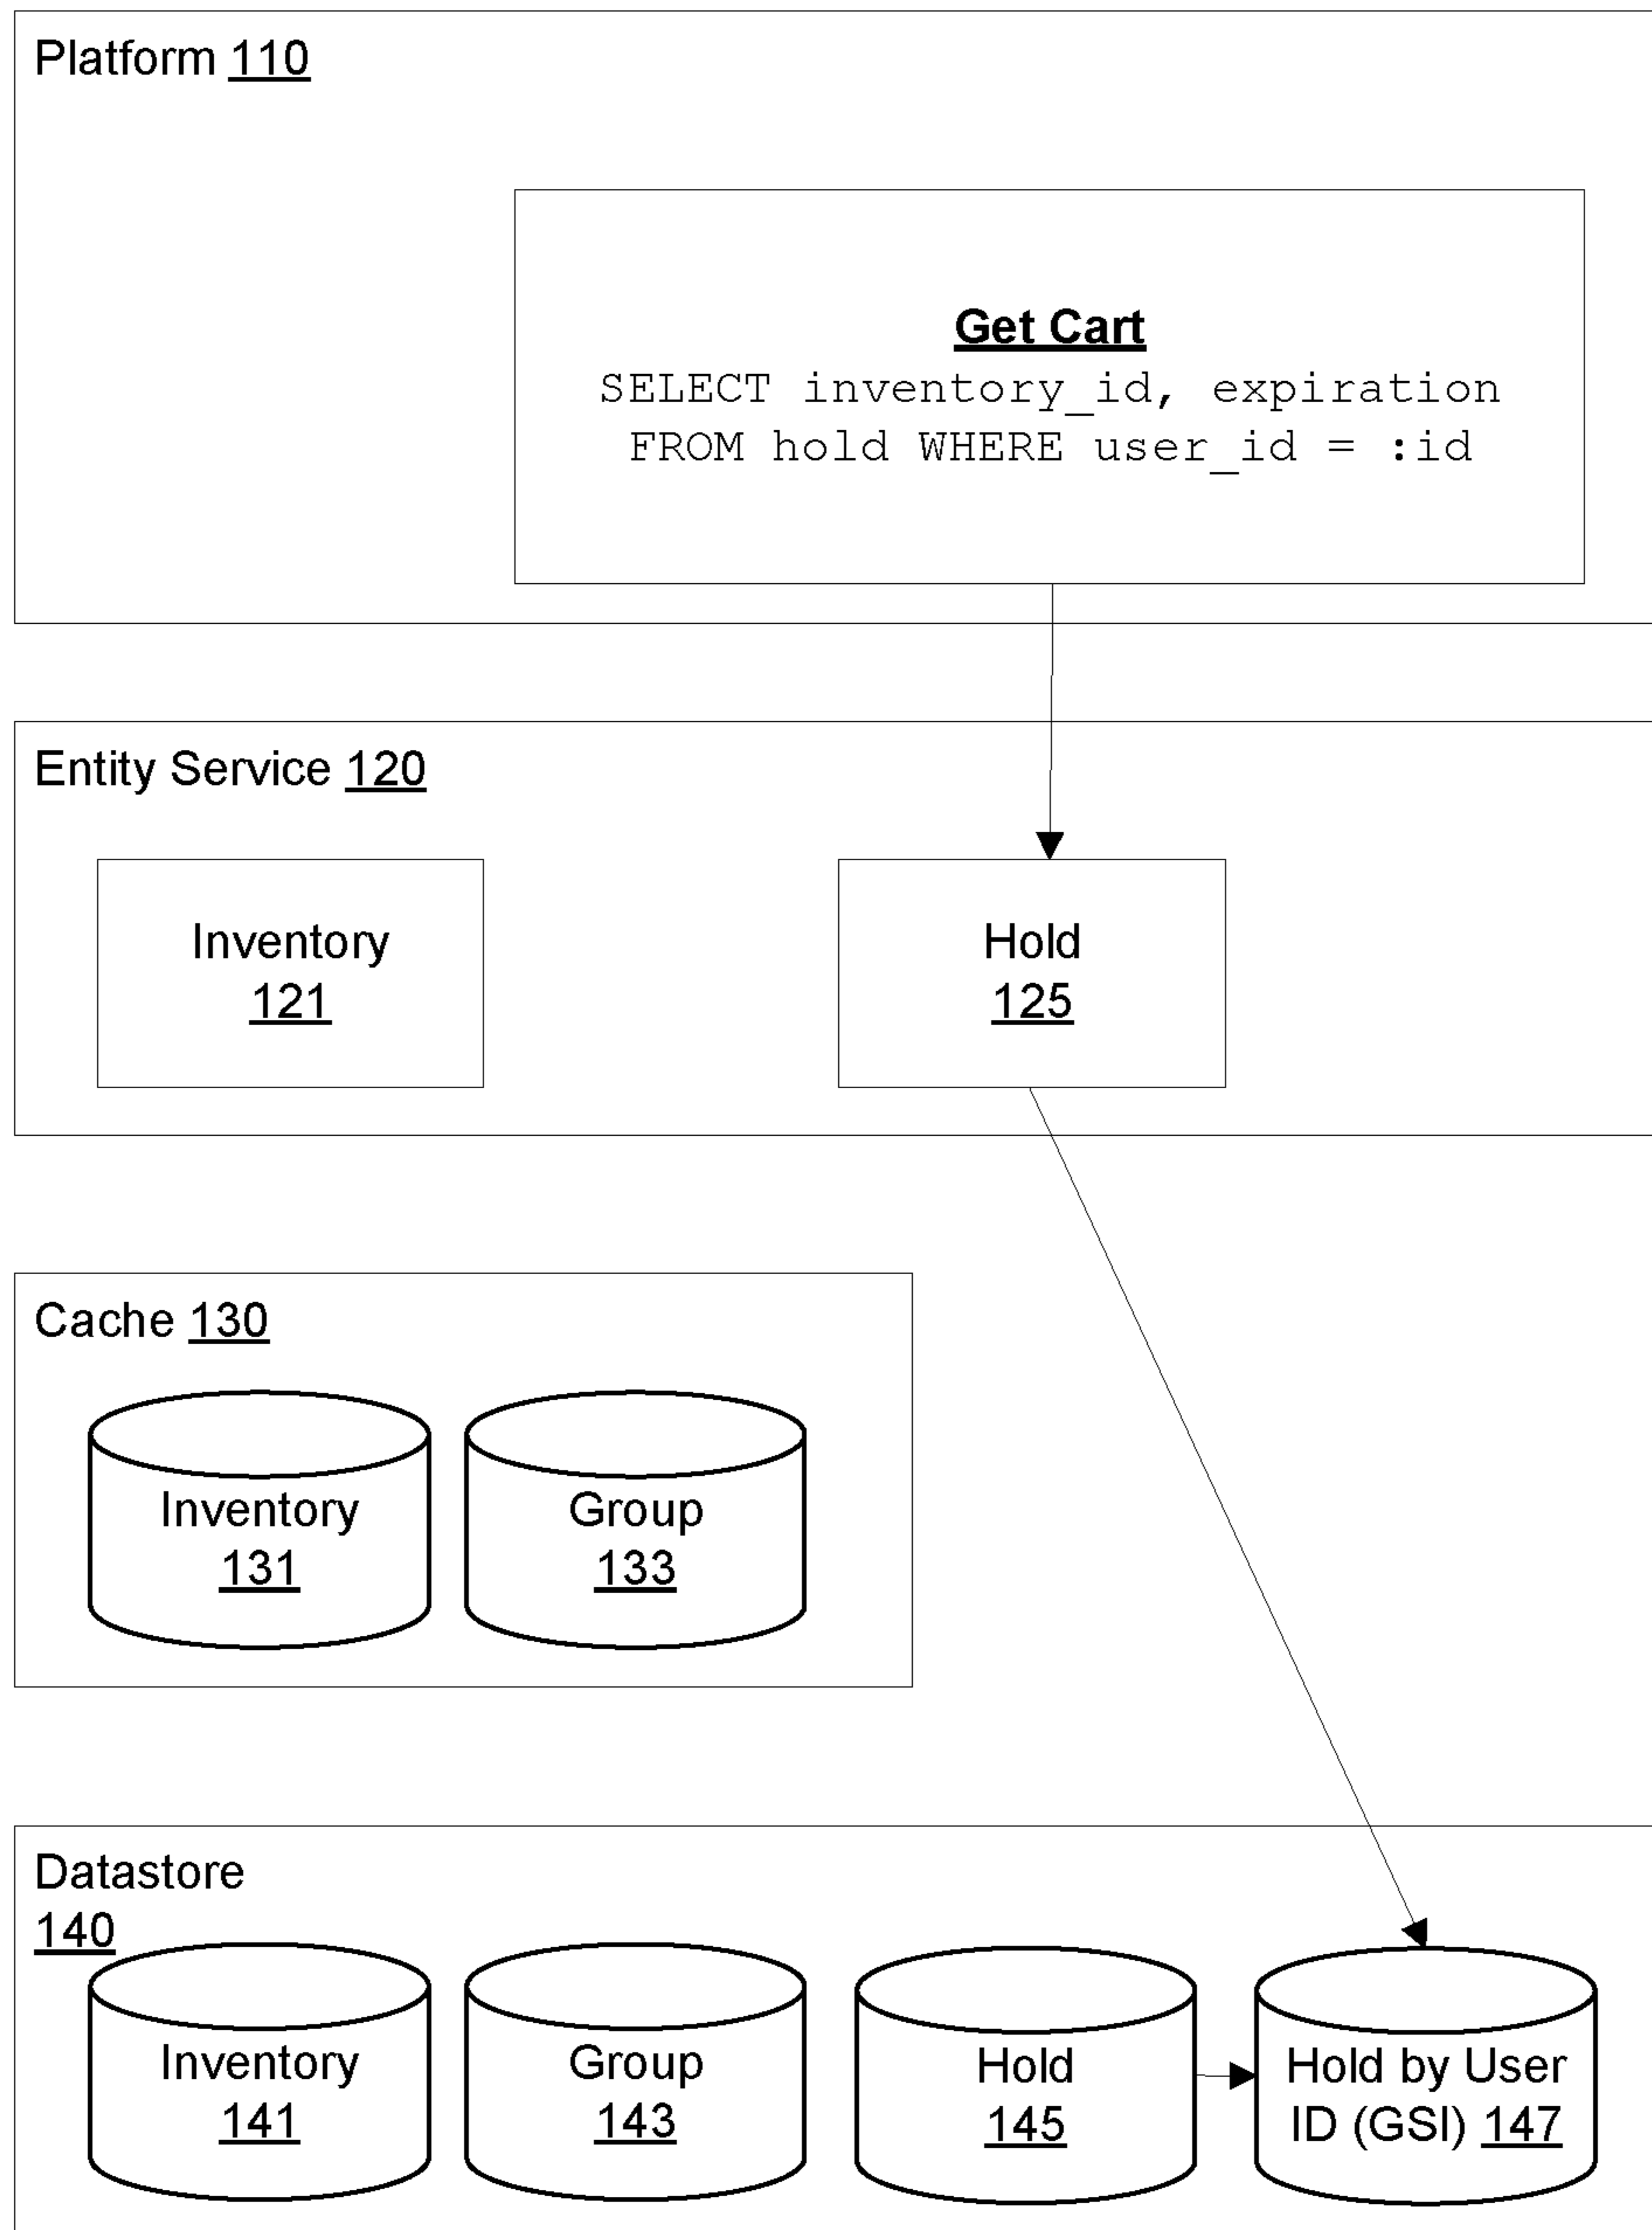 Platform 110
Get Cart
SELECT inventory_id, expiration
FROM hold WHERE user_id = :id
Entity Service 120
Inventory
121
Hold
125
Cache 130
Inventory
131
Group
133
Datastore
140
Inventory
141
Group
143
Hold
145
Hold by User
ID (GSI) 147